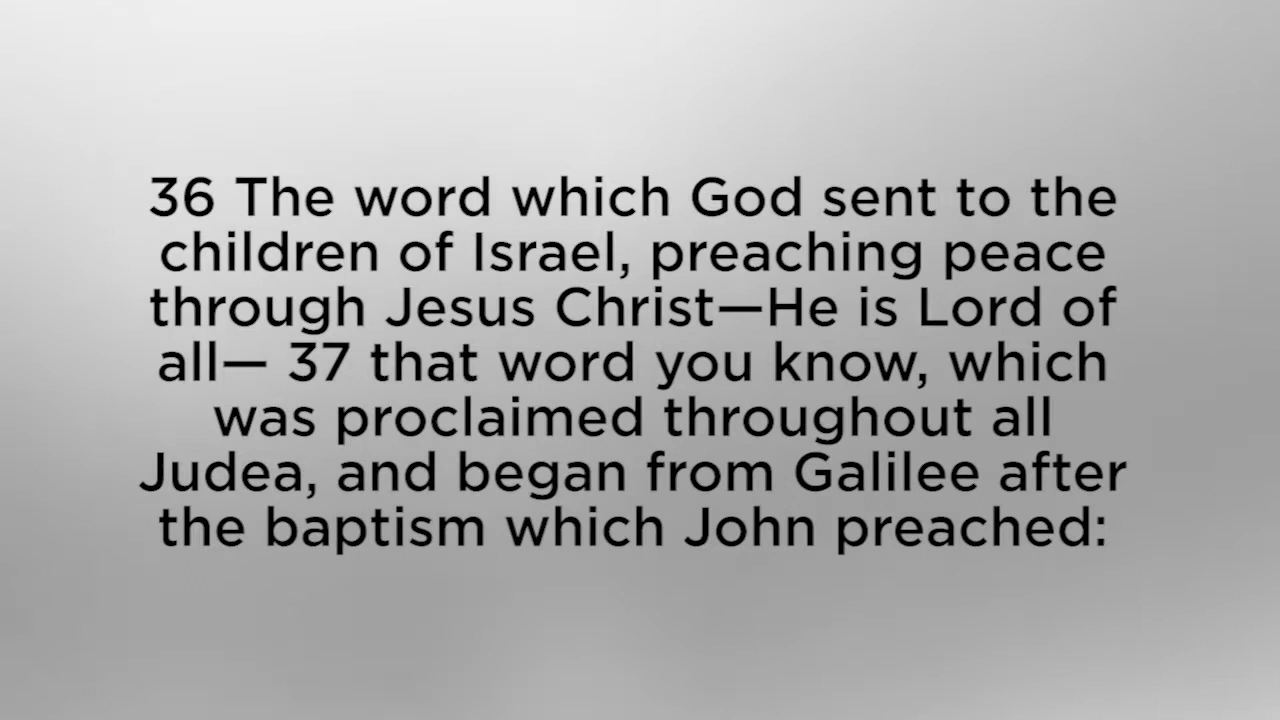 36 The word which God sent to the
children of Israel, preaching peace
through Jesus Christ—He is Lord of
all— 37 that word you know, which
was proclaimed throughout all
Judea, and began from Galilee after
the baptism which John preached: